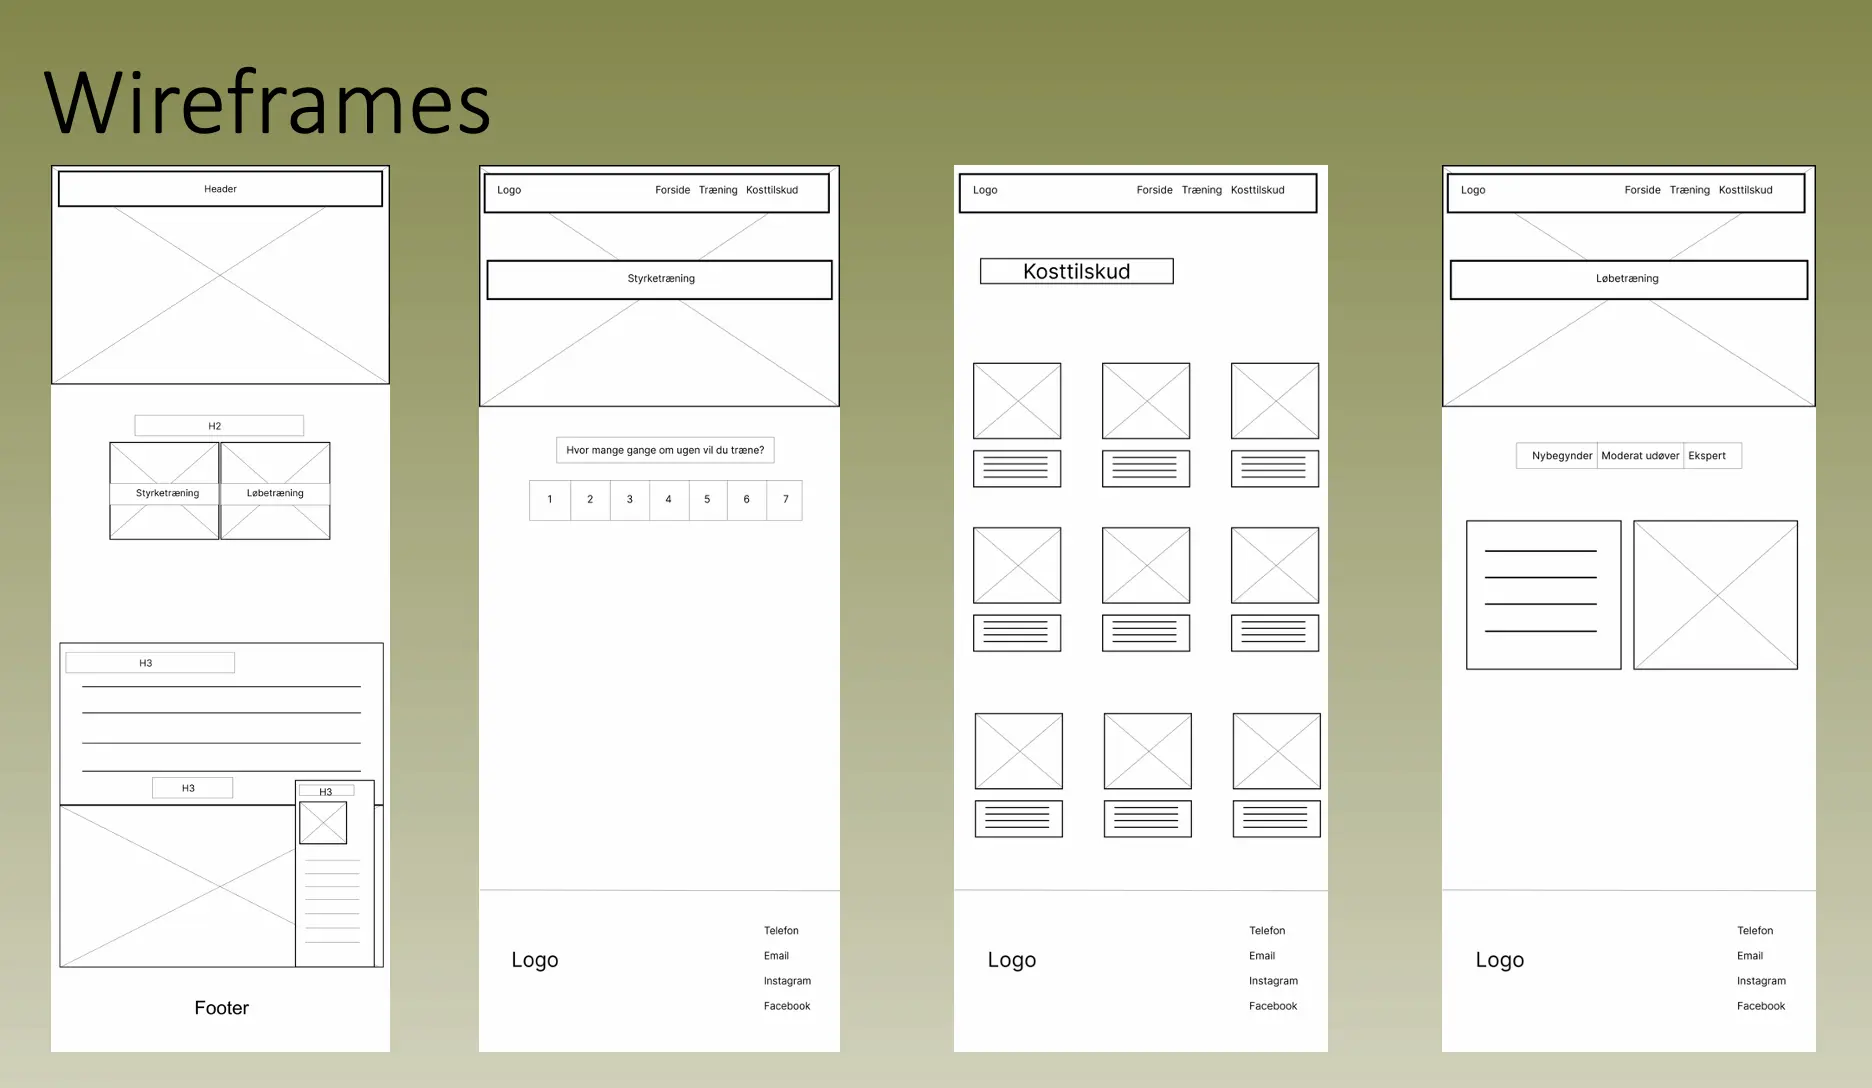 Wireframes
Header
H2
Styrketræning Løbetræning
H3
H3
H3
Footer
Logo Forside Træning Kosttilskud
Styrketræning
Hvor mange gange om ugen vil du træne?
1 2 3 4 5 6 7
Logo
Telefon
Email
Instagram
Facebook
Logo Forside Træning Kosttilskud
Kosttilskud
Logo
Telefon
Email
Instagram
Facebook
Logo Forside Træning Kosttilskud
Løbetræning
Nybegynder Moderat udøver Ekspert
Logo
Telefon
Email
Instagram
Facebook